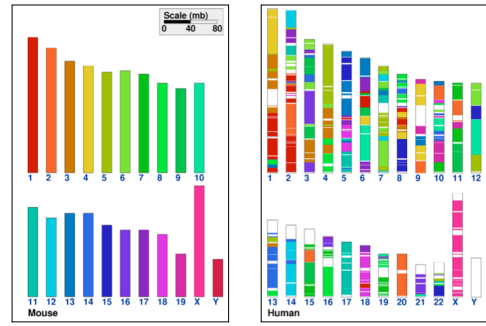 Scale (mb)
0 40 80
1 2 3 4 5 6 7 8 9 10
11 12 13 14 15 16 17 18 19 X Y
Mouse
1 2 3 4 5 6 7 8 9 10 11 12
13 14 15 16 17 18 19 20 21 22 X Y
Human